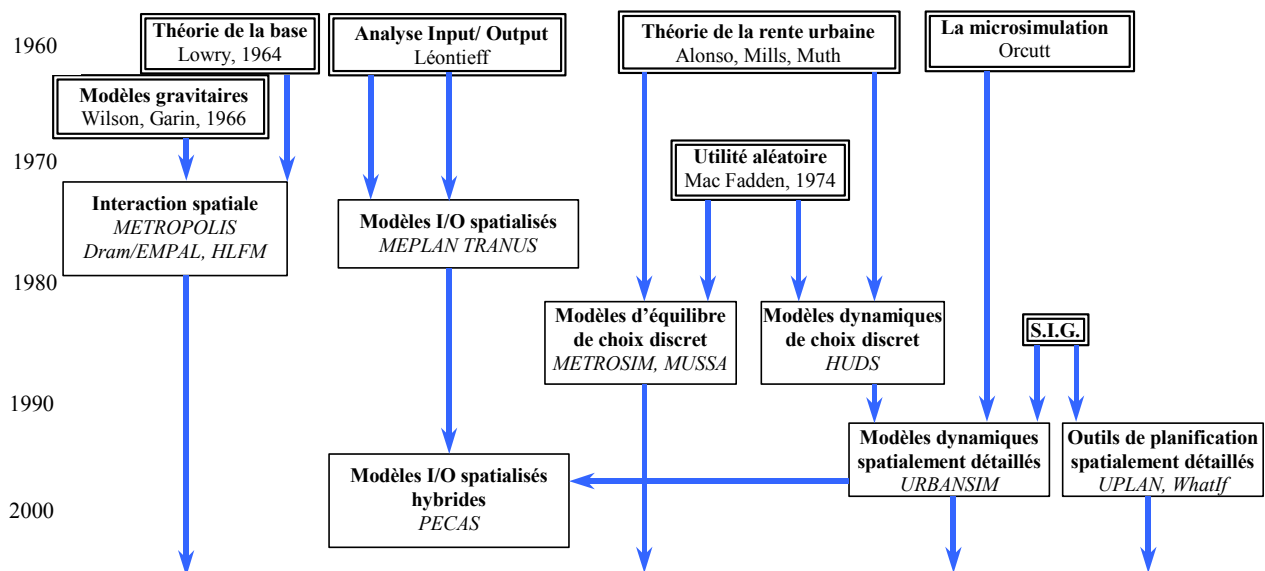 1960
Théorie de la base
Lowry, 1964
Analyse Input/ Output
Léontieff
Théorie de la rente urbaine
Alonso, Mills, Muth
La microsimulation
Orcutt
Modèles gravitaires
Wilson, Garin, 1966
1970
Utilité aléatoire
Mac Fadden, 1974
Interaction spatiale
METROPOLIS
Dram/EMPAL, HLFM
Modèles I/O spatialisés
MEPLAN TRANUS
1980
Modèles d'équilibre
de choix discret
METROSIM, MUSSA
Modèles dynamiques
de choix discret
HUDS
S.I.G.
1990
Modèles dynamiques
spatialement détaillés
URBANSIM
Outils de planification
spatialement détaillés
UPLAN, WhatIf
Modèles I/O spatialisés
hybrides
PECAS
2000